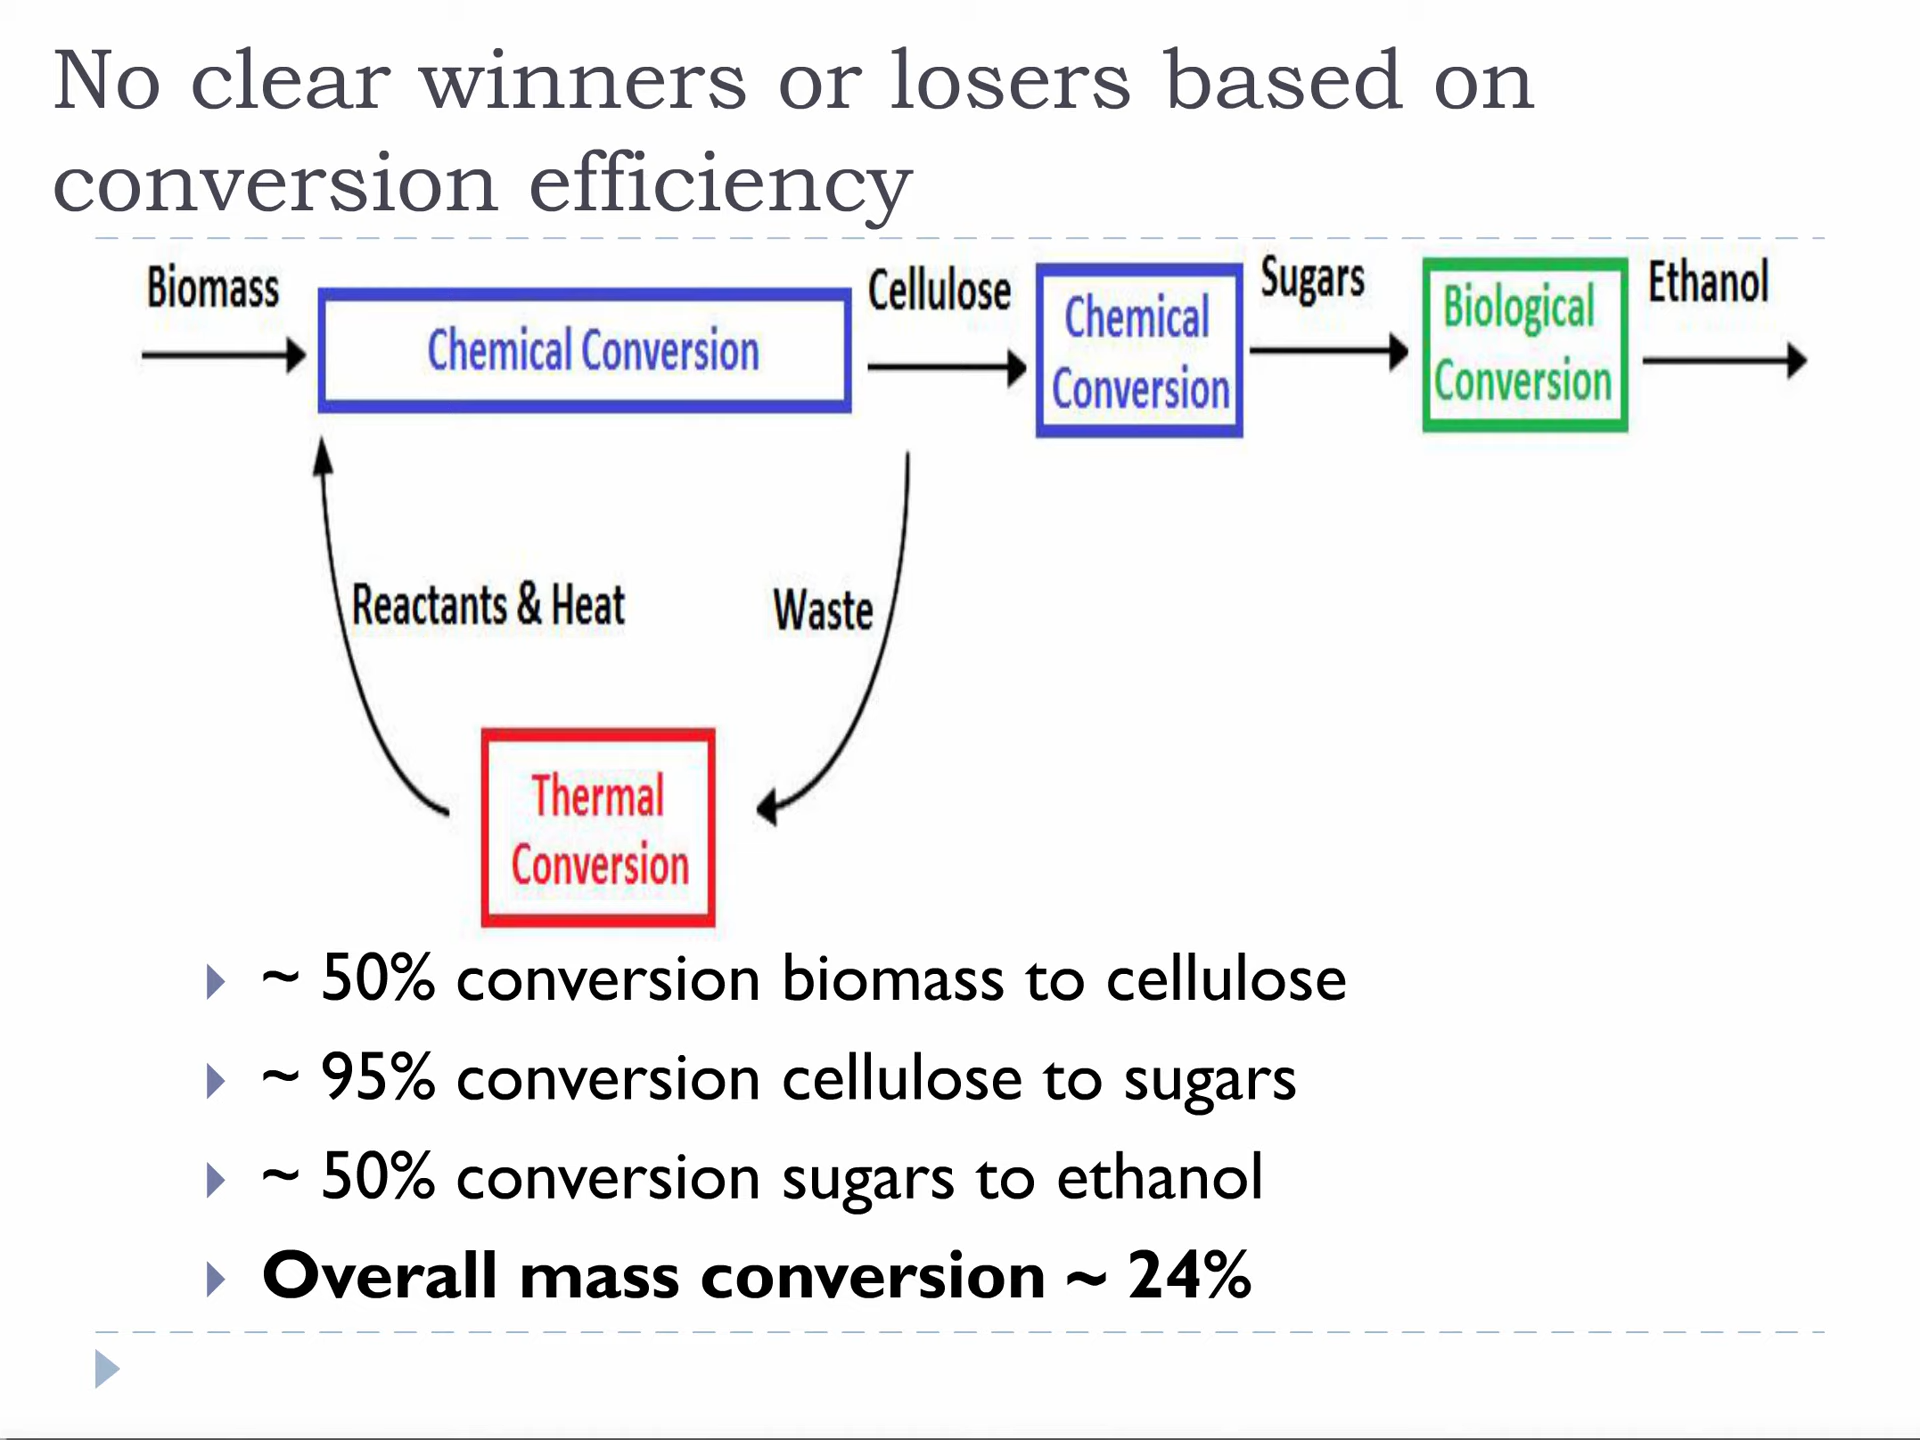 No clear winners or losers based on
conversion efficiency
Biomass
Chemical Conversion
Cellulose
Chemical
Conversion
Sugars
Biological
Conversion
Ethanol
Reactants & Heat
Waste
Thermal
Conversion
~ 50% conversion biomass to cellulose
~ 95% conversion cellulose to sugars
~ 50% conversion sugars to ethanol
Overall mass conversion ~ 24%